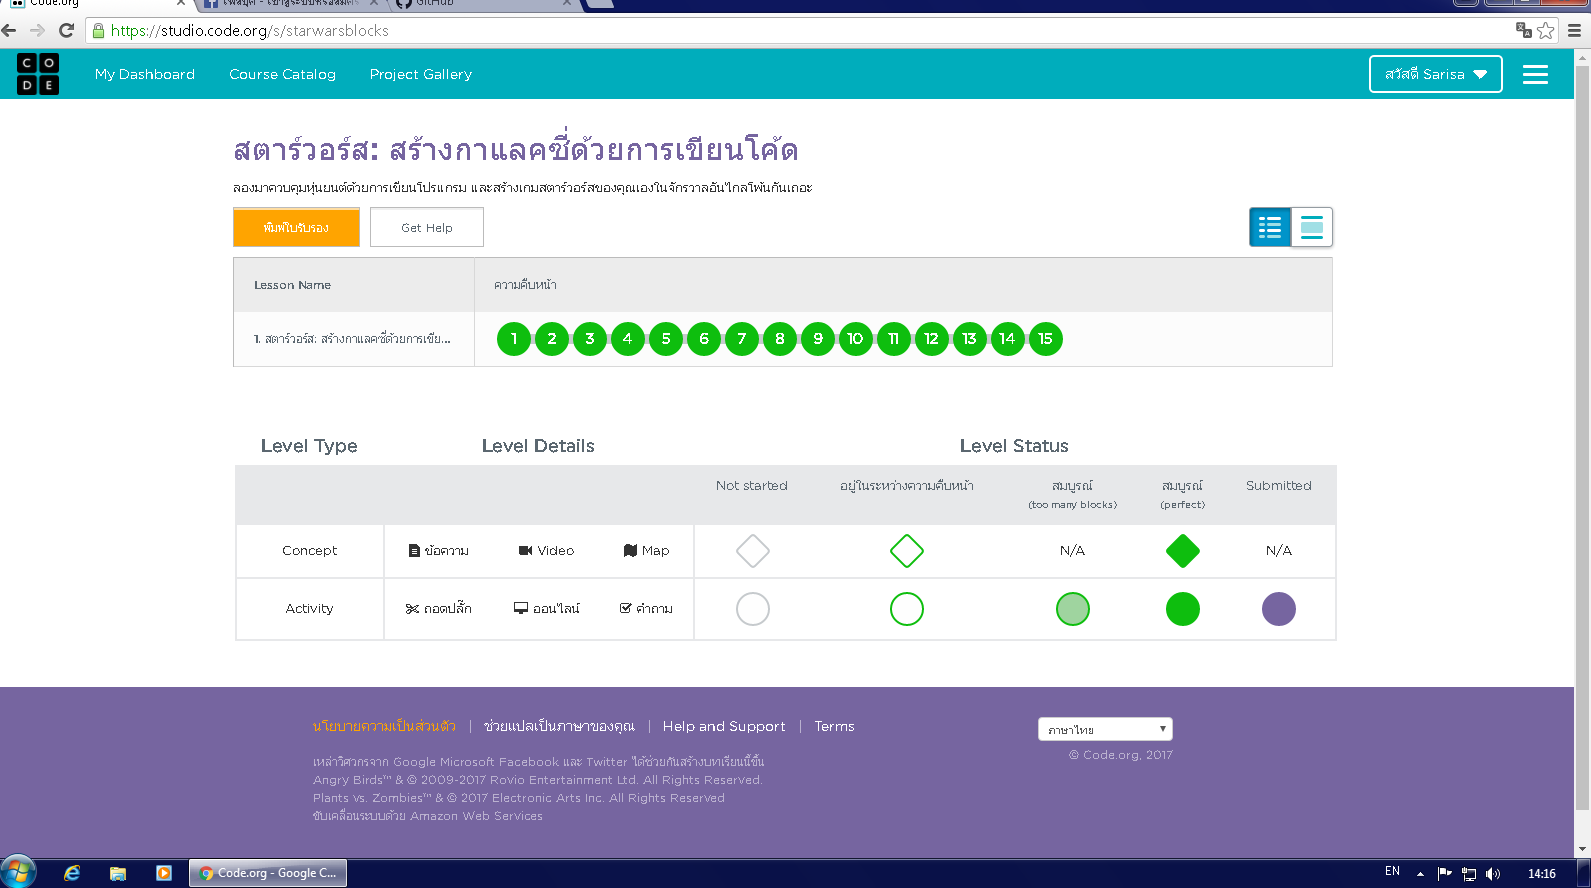 Code.org
GitHub
https://studio.code.org/s/starwarsblocks
CODE
My Dashboard
Course Catalog
Project Gallery
สวัสดี Sarisa
สตาร์วอร์ส: สร้างกาแลคซี่ด้วยการเขียนโค้ด
ลองมาควบคุมหุ่นยนต์ด้วยการเขียนโปรแกรม และสร้างเกมสตาร์วอร์สของคุณเองในจักรวาลอันไกลโพ้นกันเถอะ
พิมพ์ใบรับรอง
Get Help
Lesson Name
ความคืบหน้า
1. สตาร์วอร์ส: สร้างกาแลคซี่ด้วยการเขีย...
1 2 3 4 5 6 7 8 9 10 11 12 13 14 15
Level Type
Level Details
Level Status
Not started
อยู่ในระหว่างความคืบหน้า
สมบูรณ์
(too many blocks)
สมบูรณ์
(perfect)
Submitted
Concept
ข้อความ
Video
Map
N/A
N/A
Activity
ถอดปลั๊ก
ออนไลน์
คำถาม
นโยบายความเป็นส่วนตัว | ช่วยแปลเป็นภาษาของคุณ | Help and Support | Terms
ภาษาไทย
© Code.org, 2017
เหล่าวิศวกรจาก Google Microsoft Facebook และ Twitter ได้ช่วยกันสร้างบทเรียนนี้ขึ้น
Angry Birds™ & © 2009-2017 Rovio Entertainment Ltd. All Rights Reserved.
Plants vs. Zombies™ & © 2017 Electronic Arts Inc. All Rights Reserved
ขับเคลื่อนระบบด้วย Amazon Web Services
Code.org - Google C...
EN
14:16